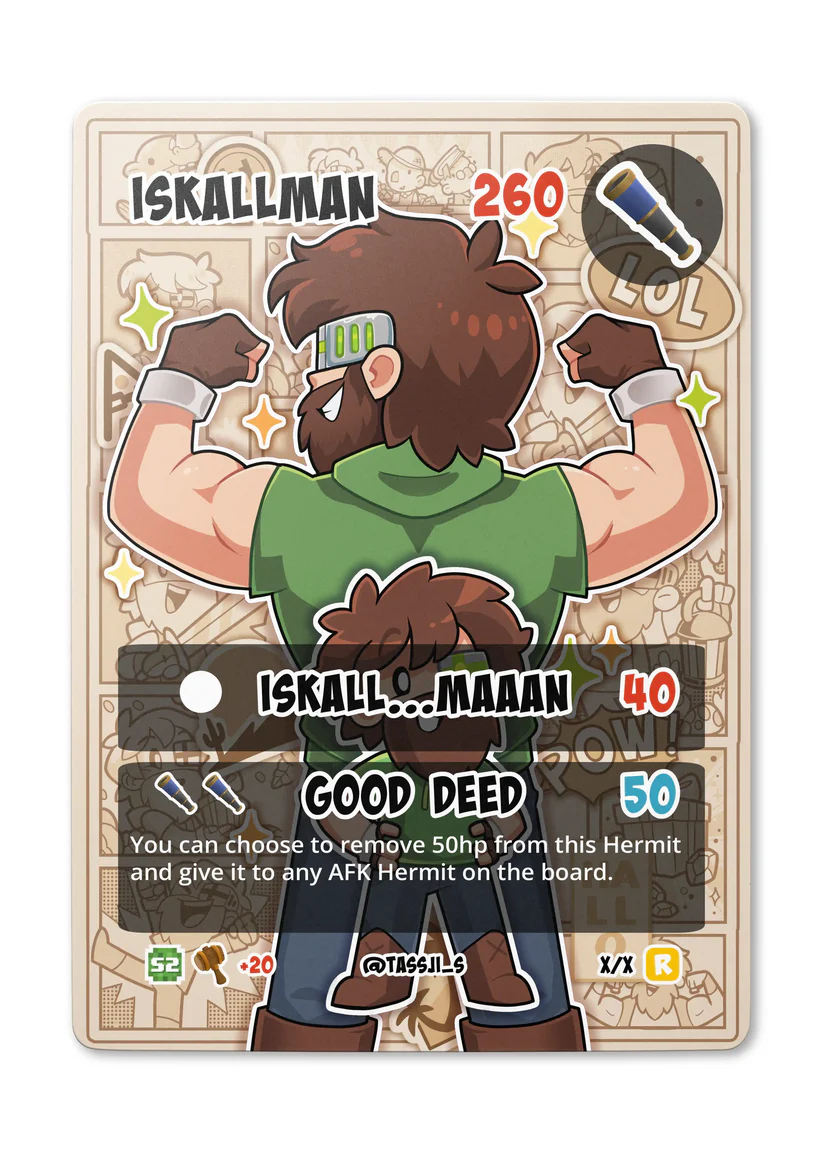 ISKALLMAN 260
LOL
ISKALL...MAAAN 40
POW!
GOOD DEED 50
You can choose to remove 50hp from this Hermit
and give it to any AFK Hermit on the board.
S2 +20 @TASSJI_S X/X R